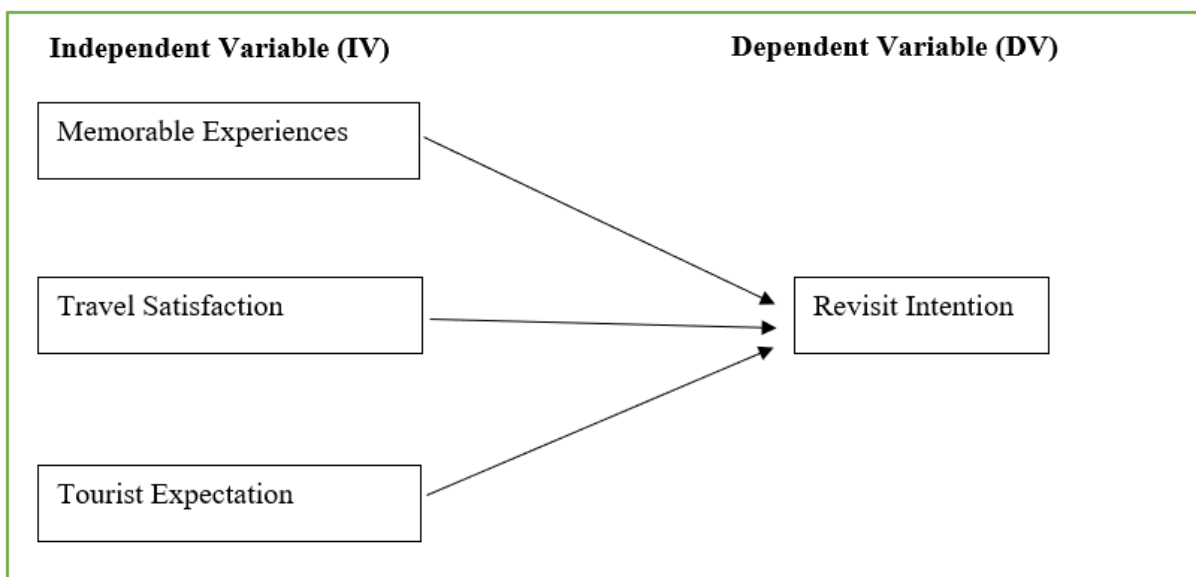 Independent Variable (IV)
Dependent Variable (DV)
Memorable Experiences
Travel Satisfaction
Revisit Intention
Tourist Expectation